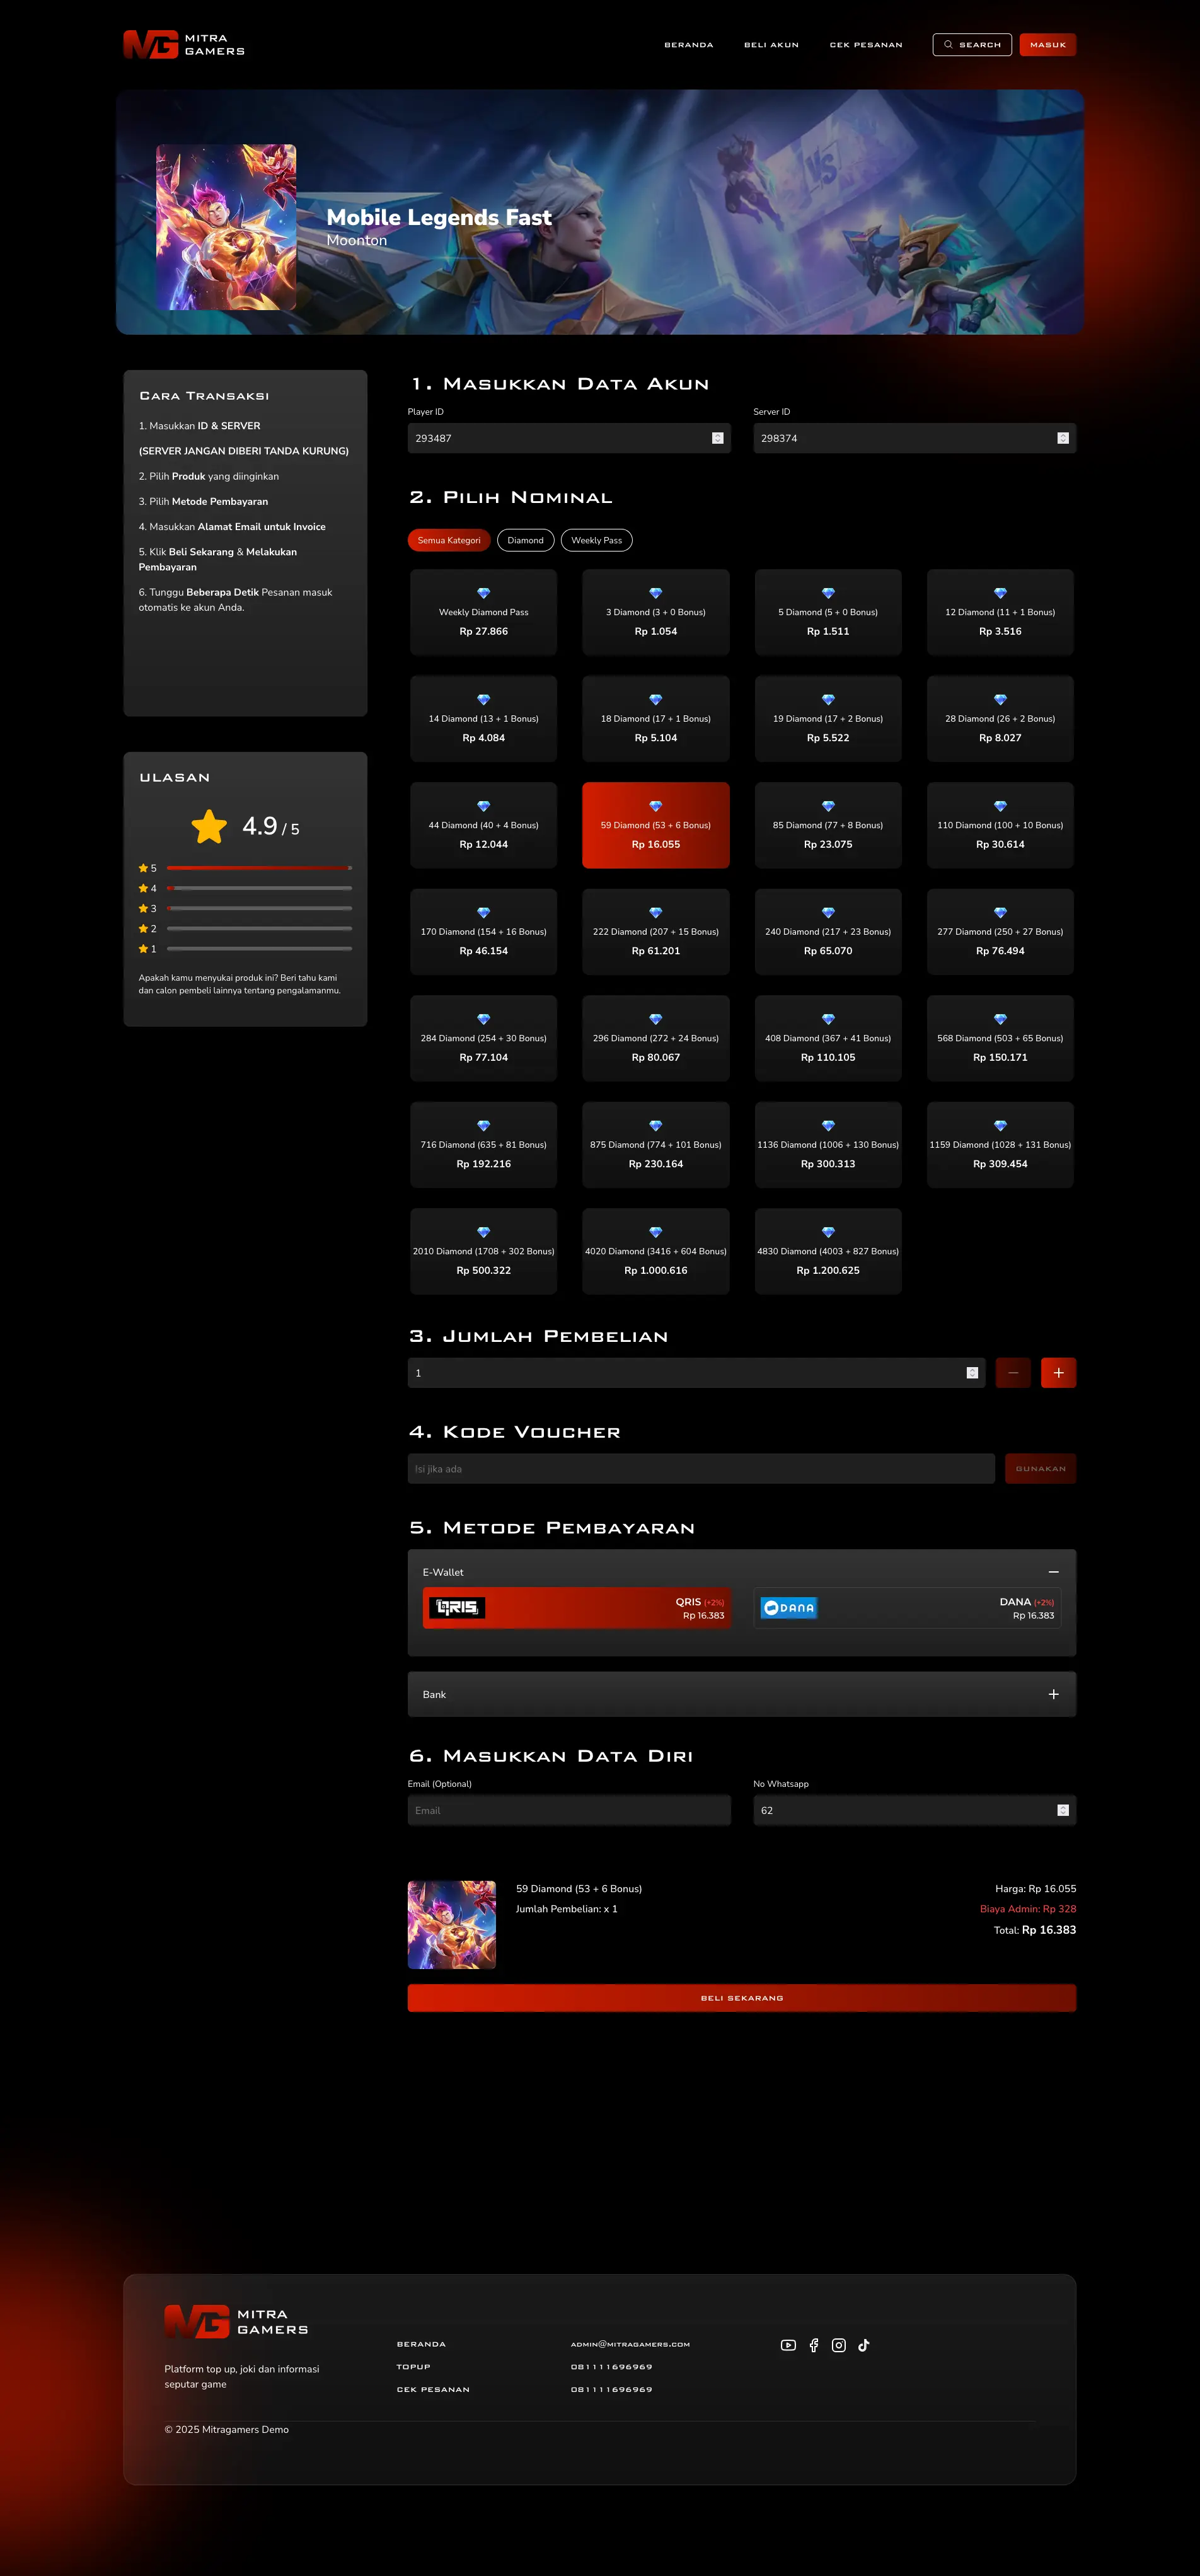 MITRA
GAMERS
BERANDA
BELI AKUN
CEK PESANAN
SEARCH
MASUK
Mobile Legends Fast
Moonton
Cara Transaksi
1. Masukkan ID & SERVER
(SERVER JANGAN DIBERI TANDA KURUNG)
2. Pilih Produk yang diinginkan
3. Pilih Metode Pembayaran
4. Masukkan Alamat Email untuk Invoice
5. Klik Beli Sekarang & Melakukan
Pembayaran
6. Tunggu Beberapa Detik Pesanan masuk
otomatis ke akun Anda.
ULASAN
4.9 / 5
5
4
3
2
1
Apakah kamu menyukai produk ini? Beri tahu kami
dan calon pembeli lainnya tentang pengalamanmu.
1. Masukkan Data Akun
Player ID
293487
Server ID
298374
2. Pilih Nominal
Semua Kategori
Diamond
Weekly Pass
Weekly Diamond Pass
Rp 27.866
3 Diamond (3 + 0 Bonus)
Rp 1.054
5 Diamond (5 + 0 Bonus)
Rp 1.511
12 Diamond (11 + 1 Bonus)
Rp 3.516
14 Diamond (13 + 1 Bonus)
Rp 4.084
18 Diamond (17 + 1 Bonus)
Rp 5.104
19 Diamond (17 + 2 Bonus)
Rp 5.522
28 Diamond (26 + 2 Bonus)
Rp 8.027
44 Diamond (40 + 4 Bonus)
Rp 12.044
59 Diamond (53 + 6 Bonus)
Rp 16.055
85 Diamond (77 + 8 Bonus)
Rp 23.075
110 Diamond (100 + 10 Bonus)
Rp 30.614
170 Diamond (154 + 16 Bonus)
Rp 46.154
222 Diamond (207 + 15 Bonus)
Rp 61.201
240 Diamond (217 + 23 Bonus)
Rp 65.070
277 Diamond (250 + 27 Bonus)
Rp 76.494
284 Diamond (254 + 30 Bonus)
Rp 77.104
296 Diamond (272 + 24 Bonus)
Rp 80.067
408 Diamond (367 + 41 Bonus)
Rp 110.105
568 Diamond (503 + 65 Bonus)
Rp 150.171
716 Diamond (635 + 81 Bonus)
Rp 192.216
875 Diamond (774 + 101 Bonus)
Rp 230.164
1136 Diamond (1006 + 130 Bonus)
Rp 300.313
1159 Diamond (1028 + 131 Bonus)
Rp 309.454
2010 Diamond (1708 + 302 Bonus)
Rp 500.322
4020 Diamond (3416 + 604 Bonus)
Rp 1.000.616
4830 Diamond (4003 + 827 Bonus)
Rp 1.200.625
3. Jumlah Pembelian
1
4. Kode Voucher
Isi jika ada
GUNAKAN
5. Metode Pembayaran
E-Wallet
QRIS
QRIS (+2%)
Rp 16.383
DANA
DANA (+2%)
Rp 16.383
Bank
6. Masukkan Data Diri
Email (Optional)
Email
No Whatsapp
62
59 Diamond (53 + 6 Bonus)
Jumlah Pembelian: x 1
Harga: Rp 16.055
Biaya Admin: Rp 328
Total: Rp 16.383
BELI SEKARANG
MITRA
GAMERS
Platform top up, joki dan informasi
seputar game
BERANDA
TOPUP
CEK PESANAN
ADMIN@MITRAGAMERS.COM
081111696969
081111696969
© 2025 Mitragamers Demo